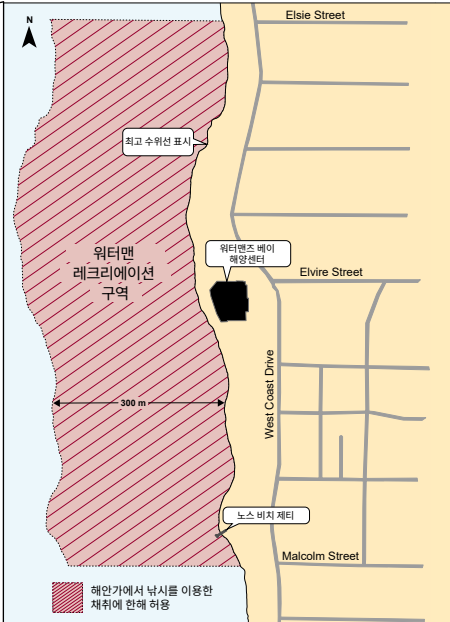 Elsie Street
N
최고 수위선 표시
워터맨
레크리에이션
구역
워터맨즈 베이
해양센터
Elvire Street
West Coast Drive
300 m
노스 비치 제티
Malcolm Street
해안가에서 낚시를 이용한
채취에 한해 허용